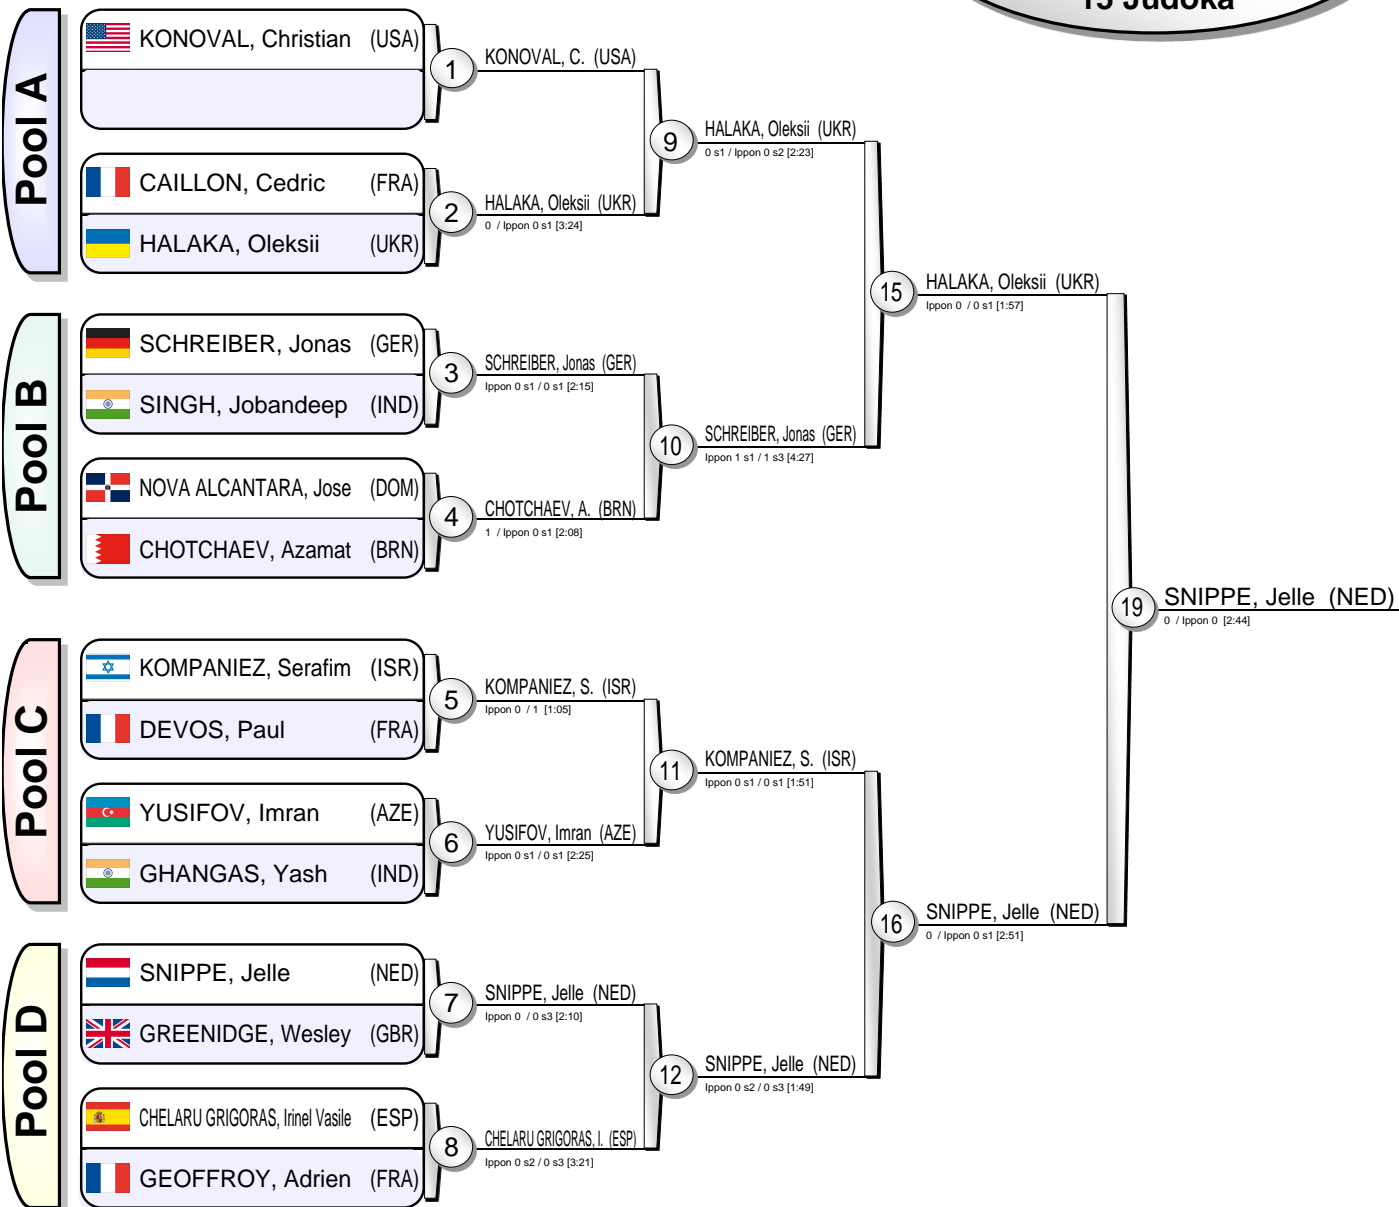 15 Judoka
Pool A
KONOVAL, Christian (USA)
CAILLON, Cedric (FRA)
HALAKA, Oleksii (UKR)
1
KONOVAL, C. (USA)
2
HALAKA, Oleksii (UKR)
0 / Ippon 0 s1 [3:24]
9
HALAKA, Oleksii (UKR)
0 s1 / Ippon 0 s2 [2:23]
Pool B
SCHREIBER, Jonas (GER)
SINGH, Jobandeep (IND)
NOVA ALCANTARA, Jose (DOM)
CHOTCHAEV, Azamat (BRN)
3
SCHREIBER, Jonas (GER)
Ippon 0 s1 / 0 s1 [2:15]
4
CHOTCHAEV, A. (BRN)
1 / Ippon 0 s1 [2:08]
10
SCHREIBER, Jonas (GER)
Ippon 1 s1 / 1 s3 [4:27]
15
HALAKA, Oleksii (UKR)
Ippon 0 / 0 s1 [1:57]
Pool C
KOMPANIEZ, Serafim (ISR)
DEVOS, Paul (FRA)
YUSIFOV, Imran (AZE)
GHANGAS, Yash (IND)
5
KOMPANIEZ, S. (ISR)
Ippon 0 / 1 [1:05]
6
YUSIFOV, Imran (AZE)
Ippon 0 s1 / 0 s1 [2:25]
11
KOMPANIEZ, S. (ISR)
Ippon 0 s1 / 0 s1 [1:51]
Pool D
SNIPPE, Jelle (NED)
GREENIDGE, Wesley (GBR)
CHELARU GRIGORAS, Irinel Vasile (ESP)
GEOFFROY, Adrien (FRA)
7
SNIPPE, Jelle (NED)
Ippon 0 / 0 s3 [2:10]
8
CHELARU GRIGORAS, I. (ESP)
Ippon 0 s2 / 0 s3 [3:21]
12
SNIPPE, Jelle (NED)
Ippon 0 s2 / 0 s3 [1:49]
16
SNIPPE, Jelle (NED)
0 / Ippon 0 s1 [2:51]
19
SNIPPE, Jelle (NED)
0 / Ippon 0 [2:44]